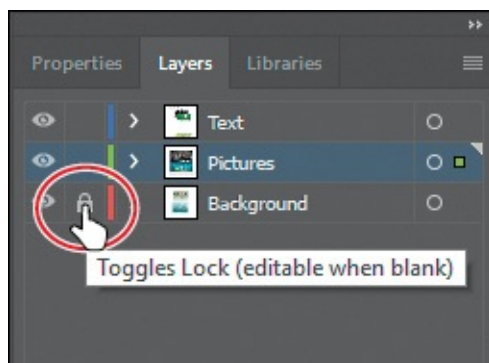 Properties Layers Libraries
Text
Pictures
Background
Toggles Lock (editable when blank)